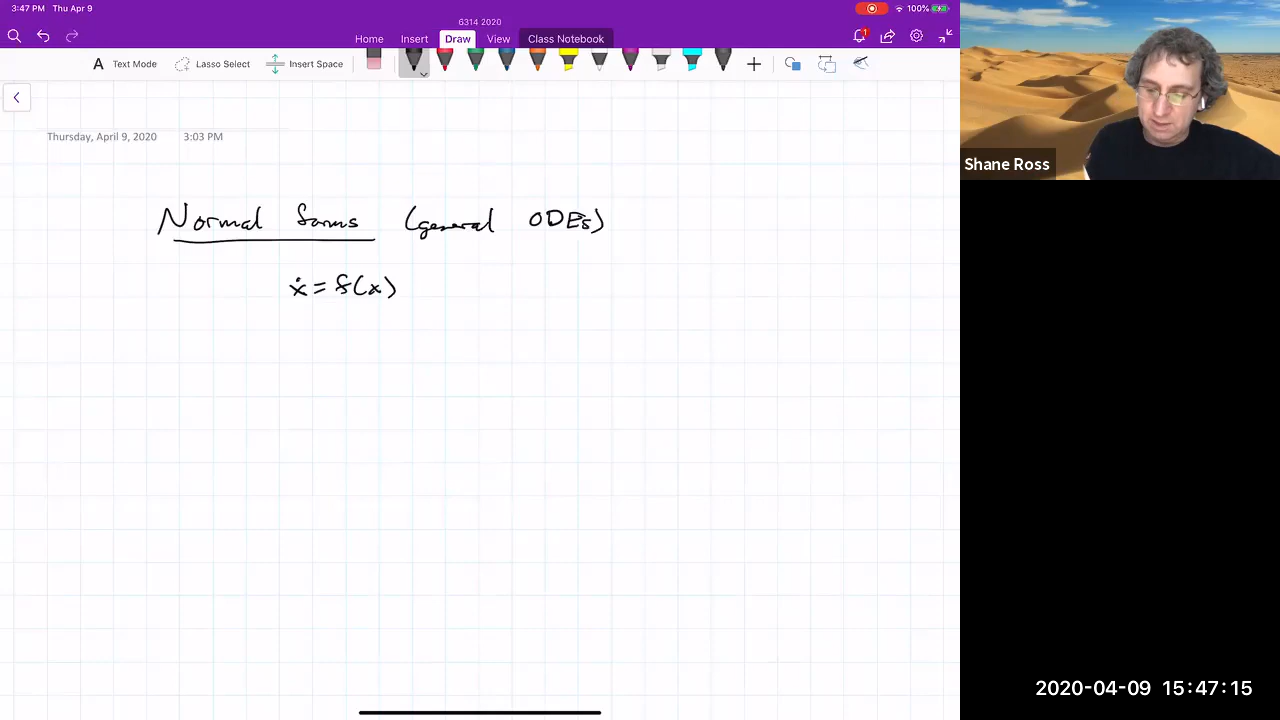 3:47 PM Thu Apr 9
100%
6314 2020
Home Insert Draw View Class Notebook
1
A Text Mode Lasso Select Insert Space
Thursday, April 9, 2020 3:03 PM
Normal forms (general ODEs)
ẋ = f(x)
Shane Ross
2020-04-09 15:47:15